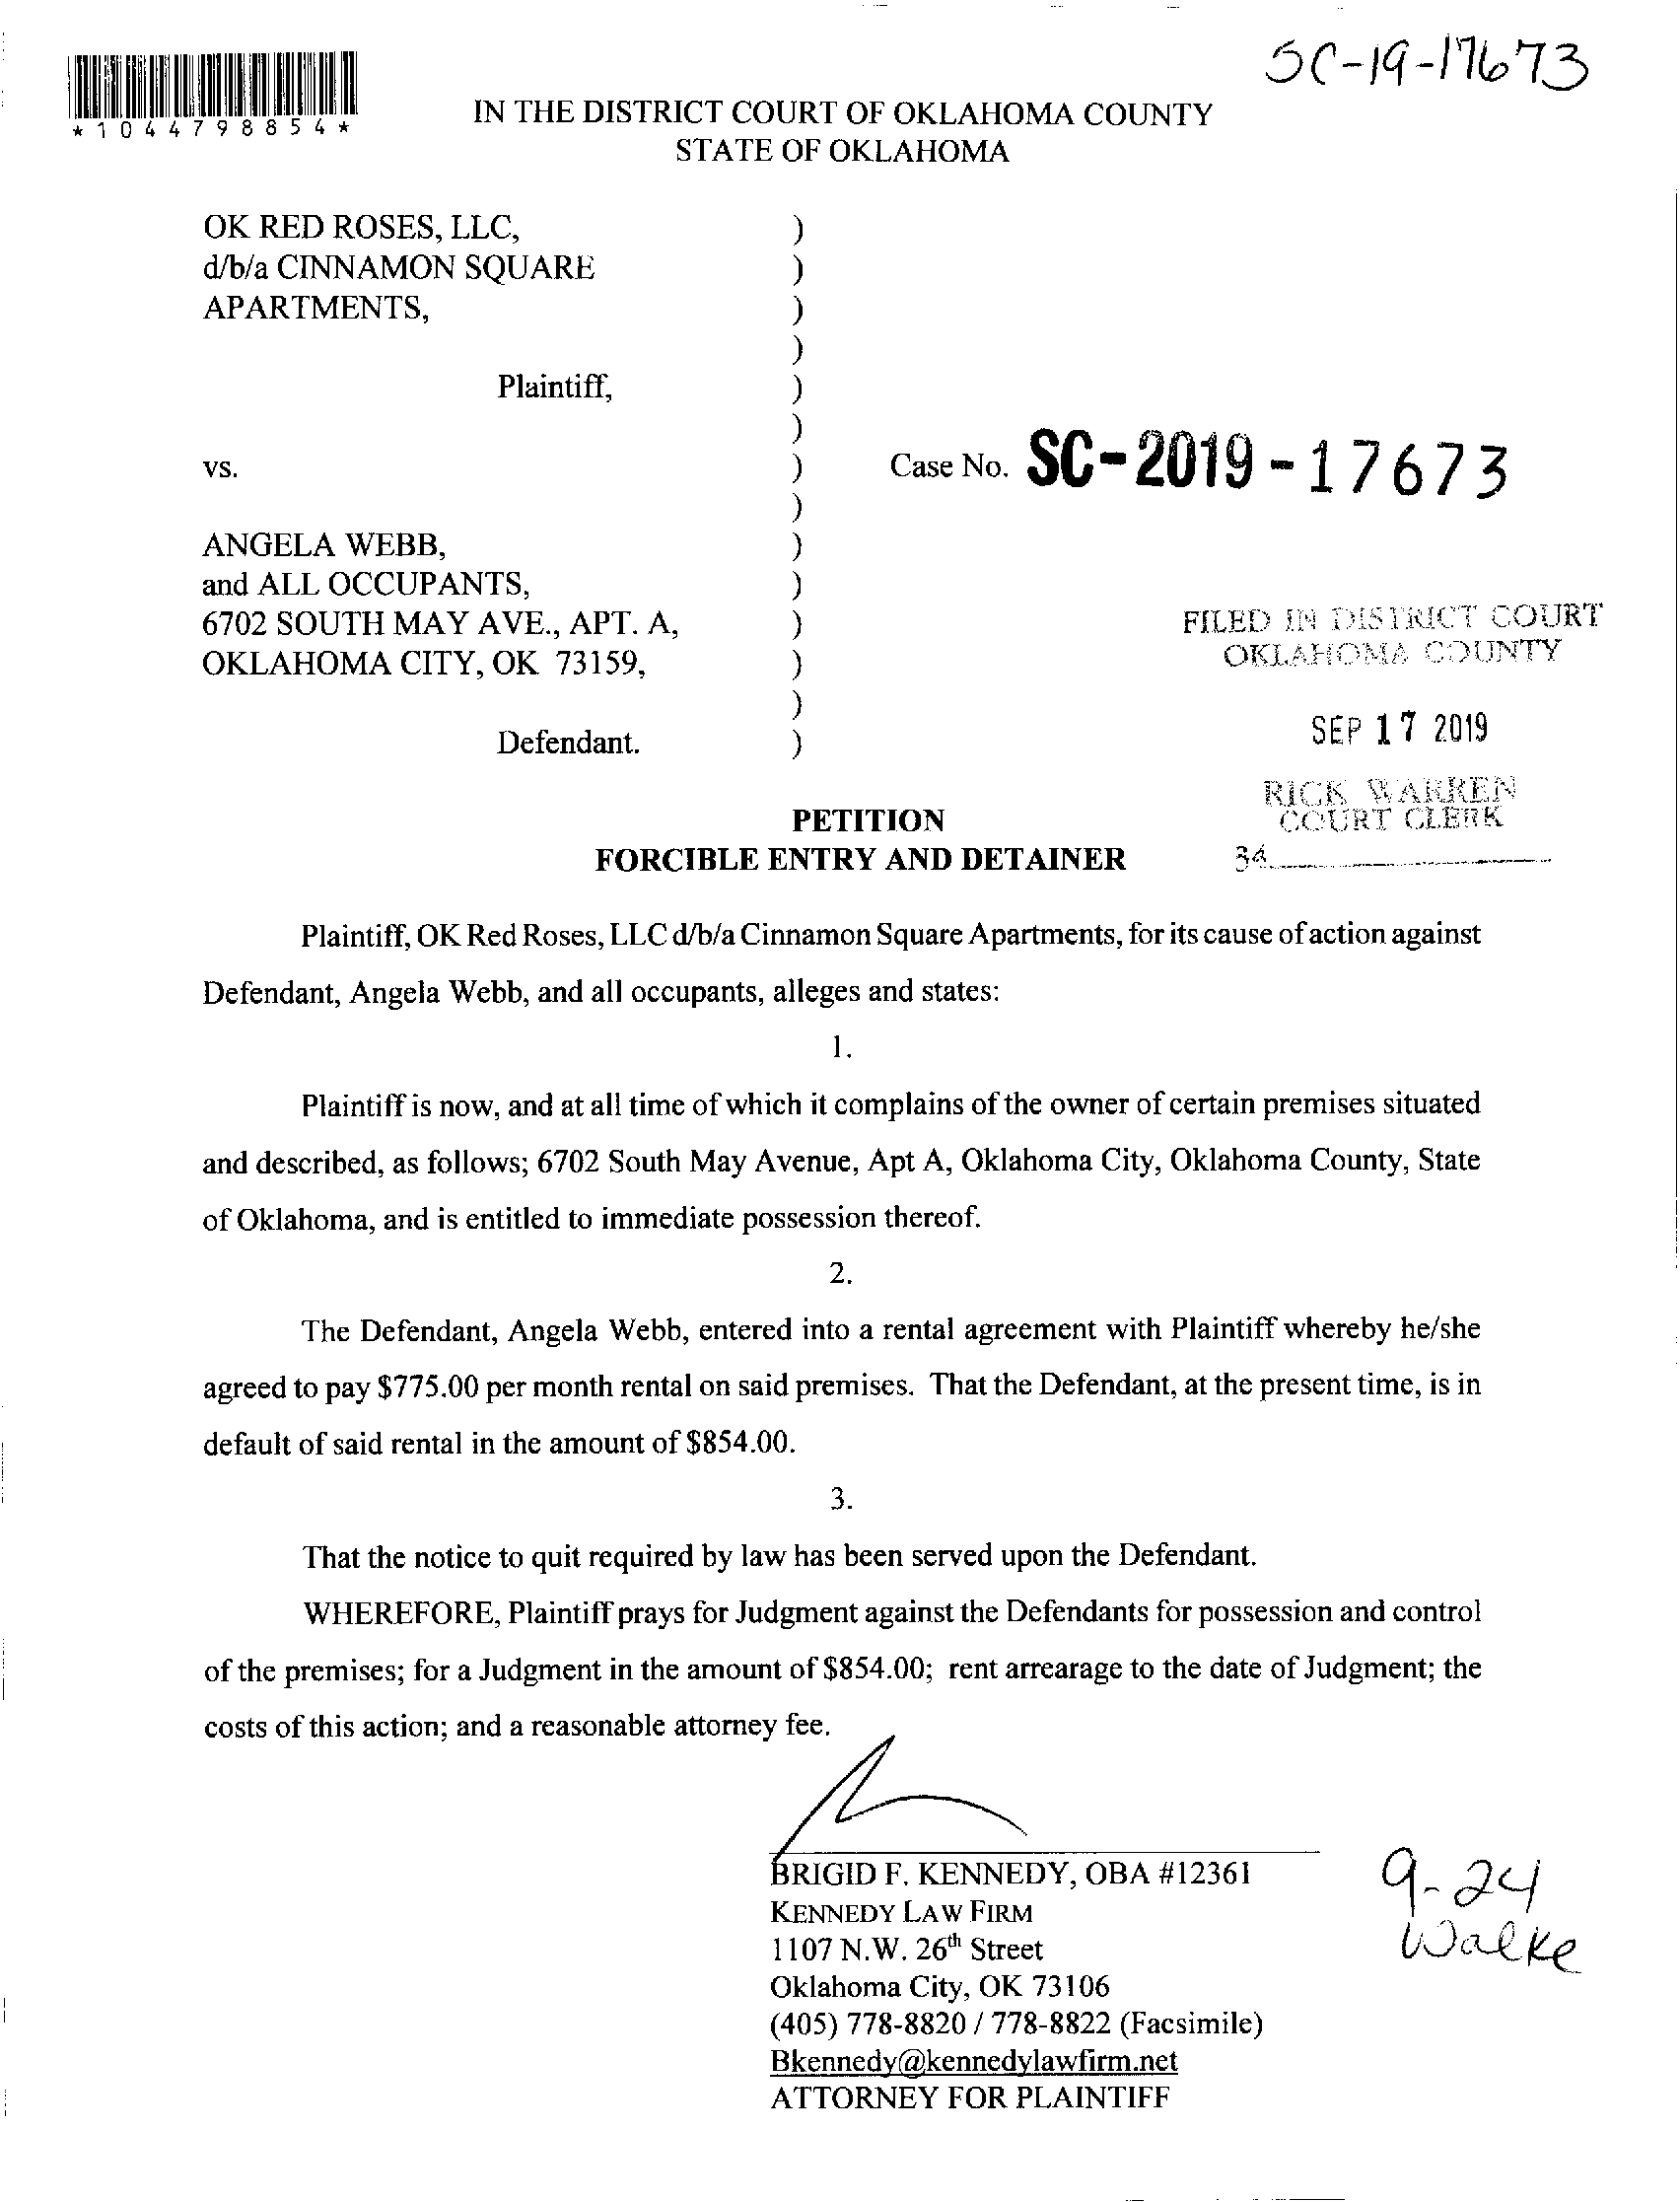 SC-19-17673
*1044798854*
IN THE DISTRICT COURT OF OKLAHOMA COUNTY
STATE OF OKLAHOMA
OK RED ROSES, LLC, )
d/b/a CINNAMON SQUARE )
APARTMENTS, )
)
Plaintiff, )
)
vs. ) Case No. SC-2019-17673
)
ANGELA WEBB, )
and ALL OCCUPANTS, )
6702 SOUTH MAY AVE., APT. A, )
OKLAHOMA CITY, OK 73159, )
)
Defendant. )
FILED IN DISTRICT COURT
OKLAHOMA COUNTY
SEP 17 2019
RICK WARREN
COURT CLERK
34
PETITION
FORCIBLE ENTRY AND DETAINER
Plaintiff, OK Red Roses, LLC d/b/a Cinnamon Square Apartments, for its cause of action against
Defendant, Angela Webb, and all occupants, alleges and states:
1.
Plaintiff is now, and at all time of which it complains of the owner of certain premises situated
and described, as follows; 6702 South May Avenue, Apt A, Oklahoma City, Oklahoma County, State
of Oklahoma, and is entitled to immediate possession thereof.
2.
The Defendant, Angela Webb, entered into a rental agreement with Plaintiff whereby he/she
agreed to pay $775.00 per month rental on said premises. That the Defendant, at the present time, is in
default of said rental in the amount of $854.00.
3.
That the notice to quit required by law has been served upon the Defendant.
WHEREFORE, Plaintiff prays for Judgment against the Defendants for possession and control
of the premises; for a Judgment in the amount of $854.00; rent arrearage to the date of Judgment; the
costs of this action; and a reasonable attorney fee.
BRIGID F. KENNEDY, OBA #12361
KENNEDY LAW FIRM
1107 N.W. 26th Street
Oklahoma City, OK 73106
(405) 778-8820 / 778-8822 (Facsimile)
Bkennedy@kennedylawfirm.net
ATTORNEY FOR PLAINTIFF
9-24
Walke